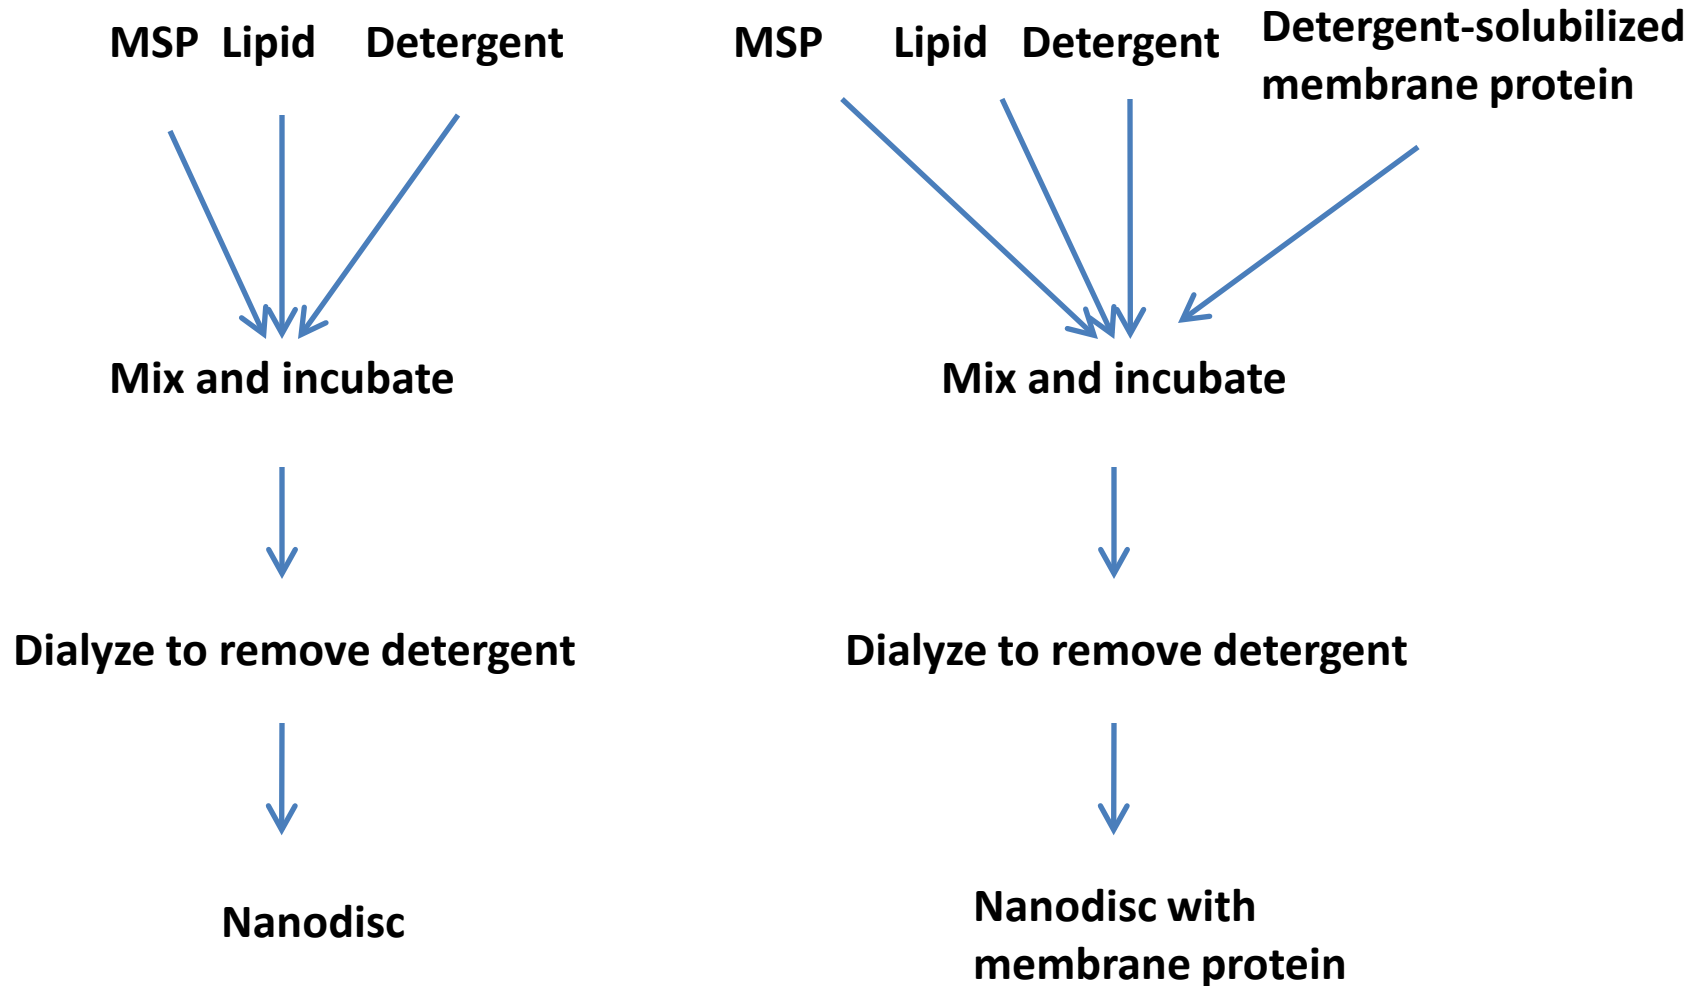 MSP Lipid Detergent
Mix and incubate
Dialyze to remove detergent
Nanodisc
MSP Lipid Detergent
Detergent-solubilized
membrane protein
Mix and incubate
Dialyze to remove detergent
Nanodisc with
membrane protein